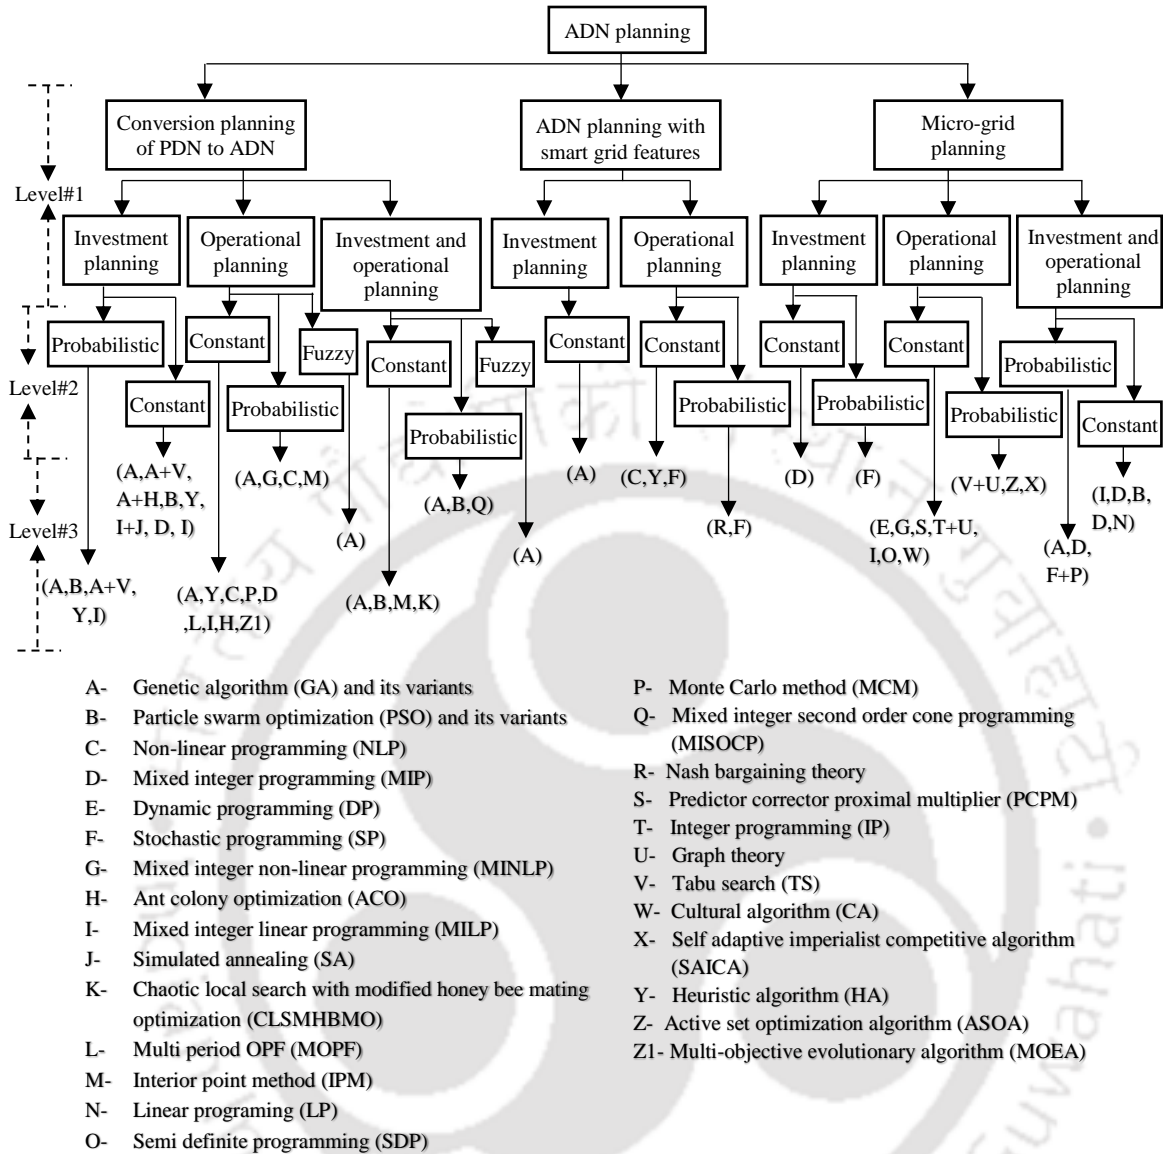 ADN planning
Conversion planning
of PDN to ADN
ADN planning with
smart grid features
Micro-grid
planning
Level#1
Investment
planning
Operational
planning
Investment and
operational
planning
Investment
planning
Operational
planning
Investment
planning
Operational
planning
Investment and
operational
planning
Probabilistic
Constant
Constant
Probabilistic
Fuzzy
Constant
Probabilistic
Fuzzy
Constant
Constant
Probabilistic
Constant
Probabilistic
Constant
Probabilistic
Probabilistic
Constant
Level#2
Level#3
(A,B,A+V,
Y,I)
(A,A+V,
A+H,B,Y,
I+J, D, I)
(A,Y,C,P,D
,L,I,H,Z1)
(A,G,C,M)
(A)
(A,B,M,K)
(A,B,Q)
(A)
(A)
(C,Y,F)
(R,F)
(D)
(F)
(E,G,S,T+U,
I,O,W)
(V+U,Z,X)
(A,D,
F+P)
(I,D,B,
D,N)
A- Genetic algorithm (GA) and its variants
B- Particle swarm optimization (PSO) and its variants
C- Non-linear programming (NLP)
D- Mixed integer programming (MIP)
E- Dynamic programming (DP)
F- Stochastic programming (SP)
G- Mixed integer non-linear programming (MINLP)
H- Ant colony optimization (ACO)
I- Mixed integer linear programming (MILP)
J- Simulated annealing (SA)
K- Chaotic local search with modified honey bee mating
optimization (CLSMHBMO)
L- Multi period OPF (MOPF)
M- Interior point method (IPM)
N- Linear programing (LP)
O- Semi definite programming (SDP)
P- Monte Carlo method (MCM)
Q- Mixed integer second order cone programming
(MISOCP)
R- Nash bargaining theory
S- Predictor corrector proximal multiplier (PCPM)
T- Integer programming (IP)
U- Graph theory
V- Tabu search (TS)
W- Cultural algorithm (CA)
X- Self adaptive imperialist competitive algorithm
(SAICA)
Y- Heuristic algorithm (HA)
Z- Active set optimization algorithm (ASOA)
Z1- Multi-objective evolutionary algorithm (MOEA)